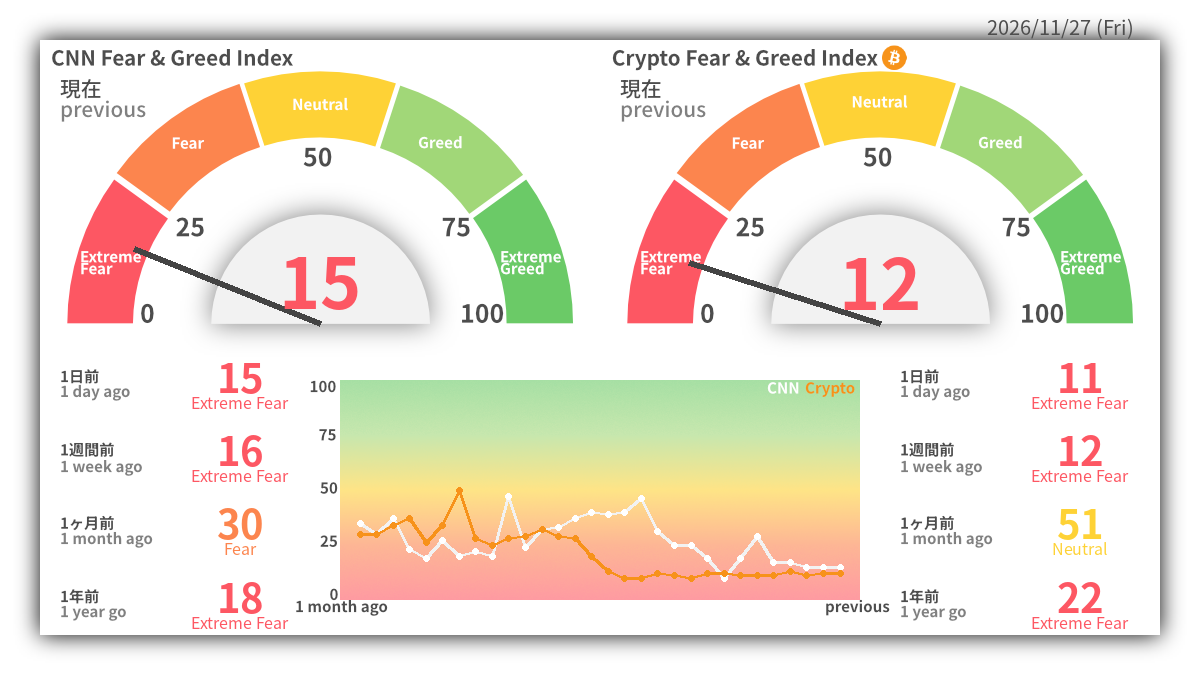 2026/11/27 (Fri)
CNN Fear & Greed Index
現在
previous
Extreme
Fear
Fear
Neutral
Greed
Extreme
Greed
0
25
50
75
100
15
Crypto Fear & Greed Index
現在
previous
Extreme
Fear
Fear
Neutral
Greed
Extreme
Greed
0
25
50
75
100
12
1日前
1 day ago
15
Extreme Fear
1週間前
1 week ago
16
Extreme Fear
1ヶ月前
1 month ago
30
Fear
1年前
1 year go
18
Extreme Fear
CNN Crypto
100
75
50
25
0
1 month ago
previous
1日前
1 day ago
11
Extreme Fear
1週間前
1 week ago
12
Extreme Fear
1ヶ月前
1 month ago
51
Neutral
1年前
1 year go
22
Extreme Fear